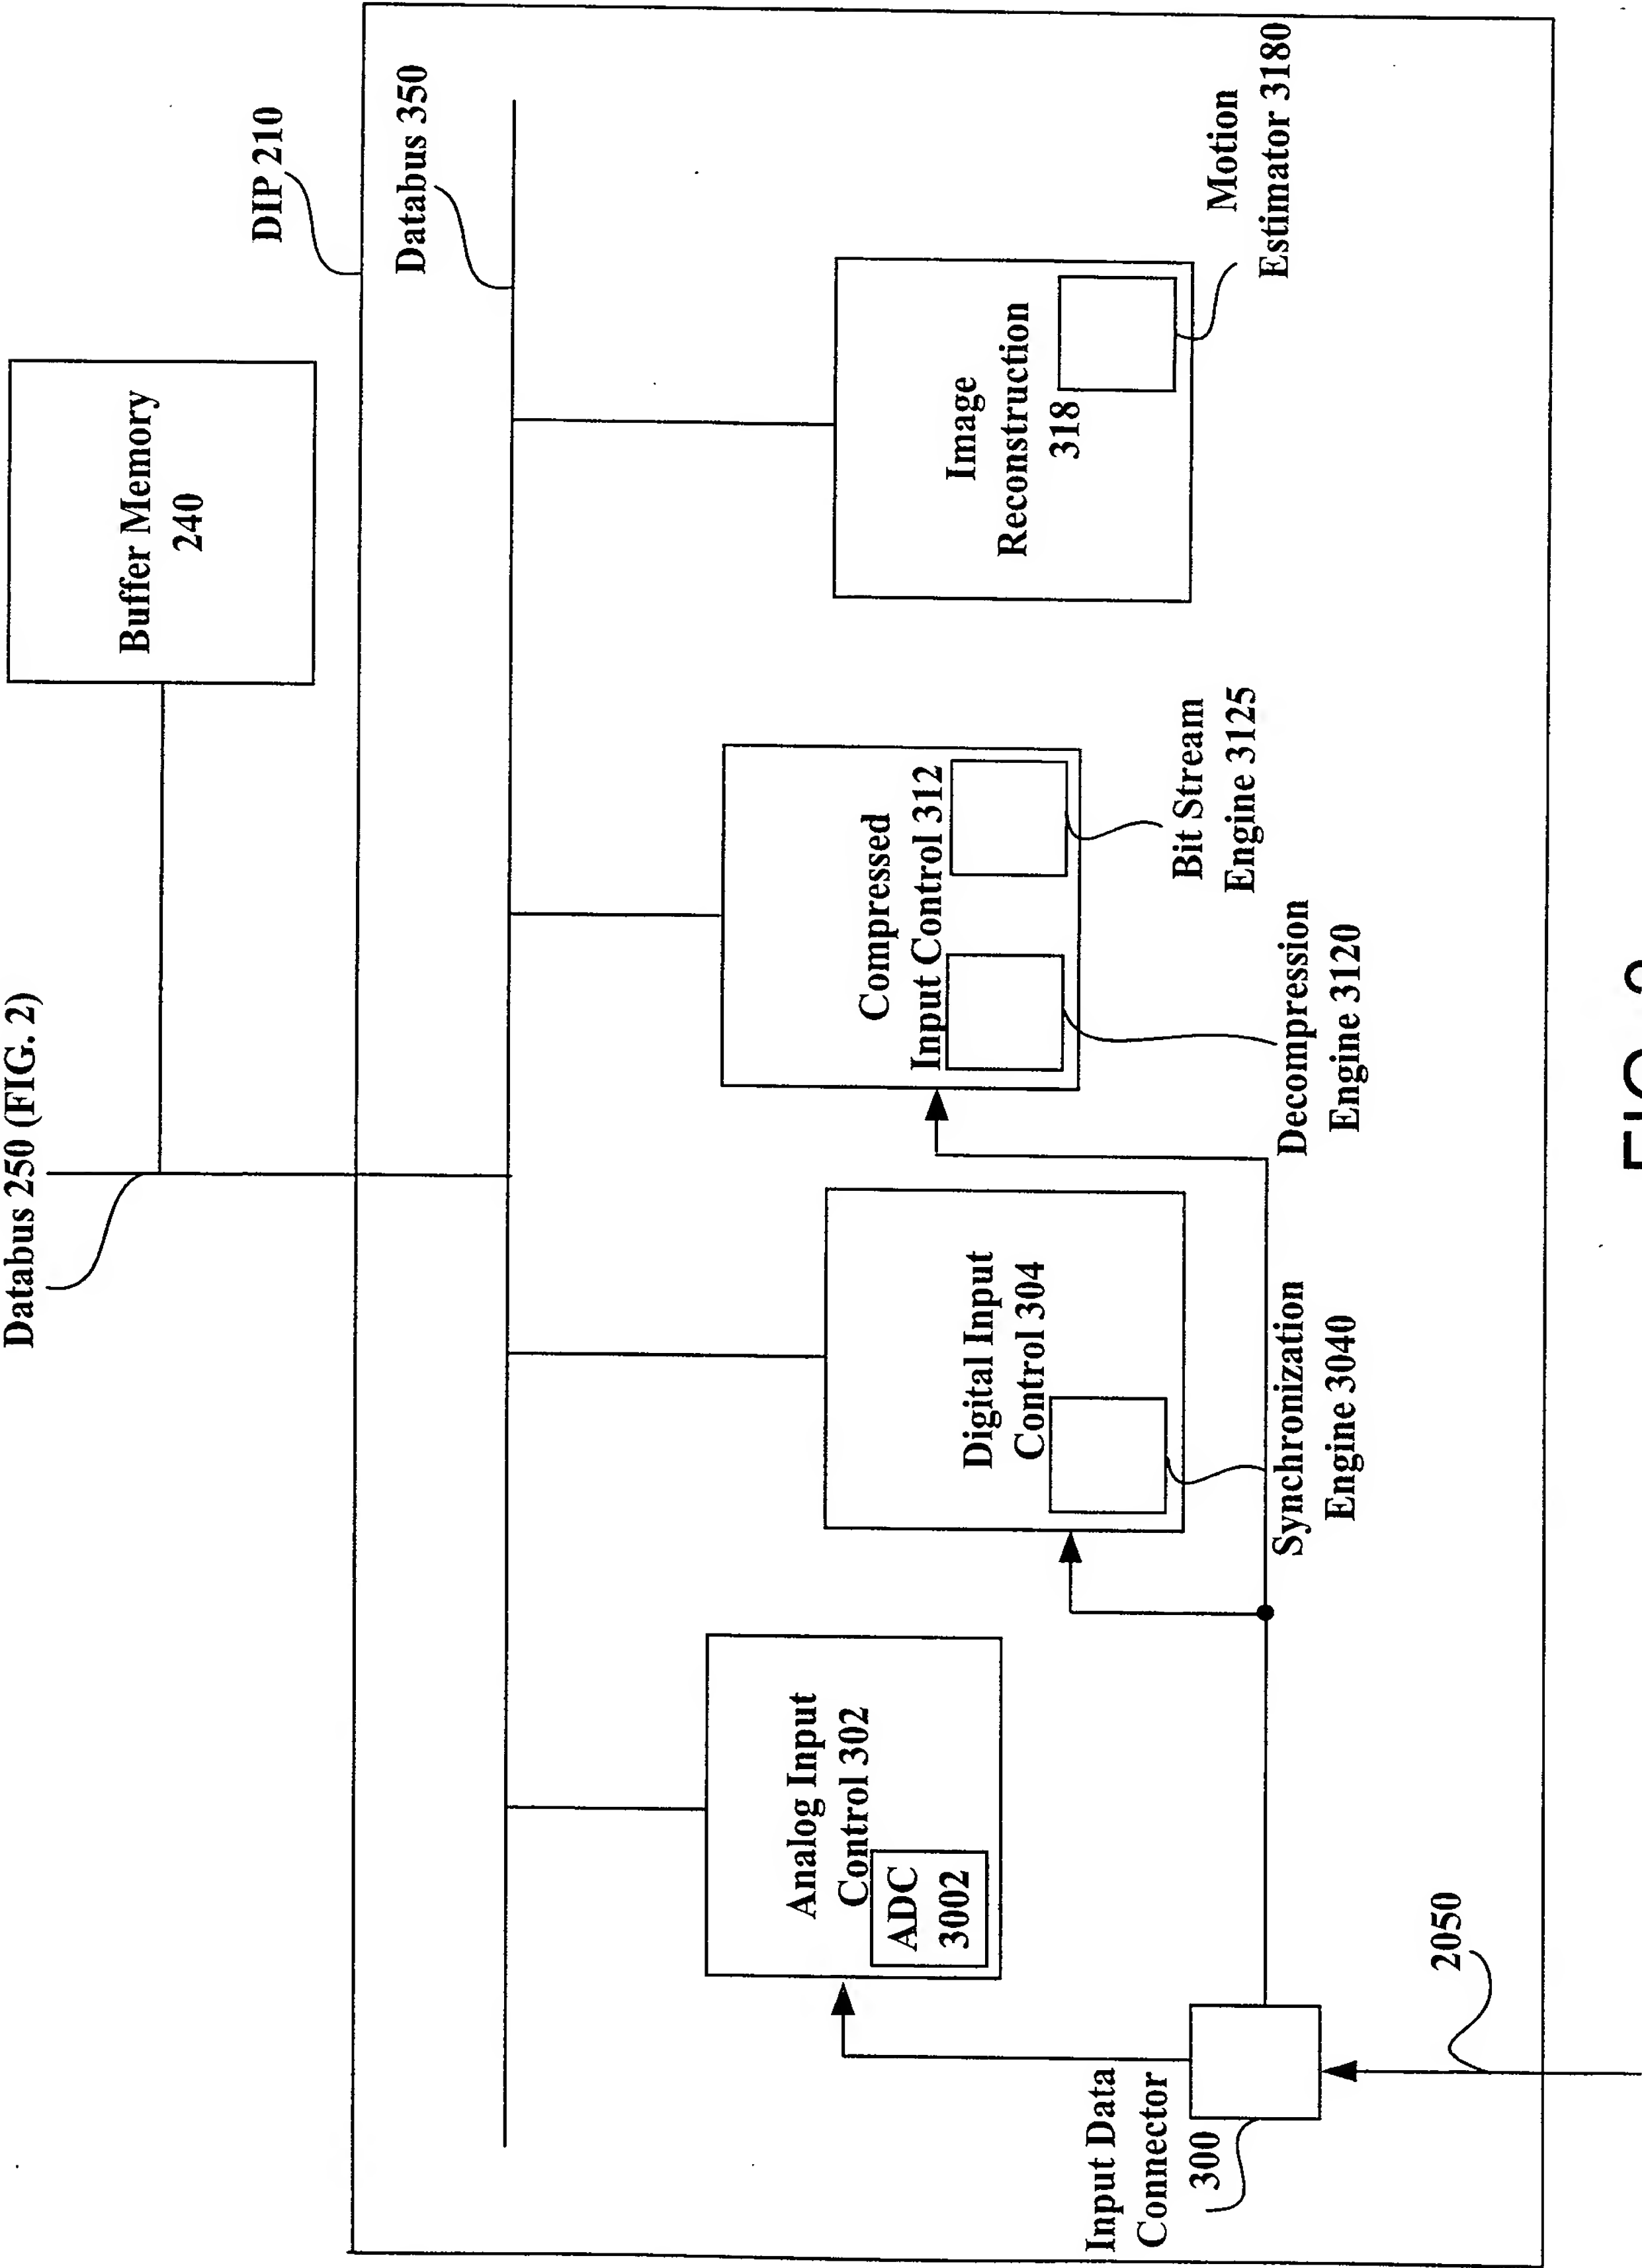 Databus 250 (FIG. 2)
Buffer Memory
240
DIP 210
Databus 350
Analog Input
Control 302
ADC
3002
Digital Input
Control 304
Compressed
Input Control 312
Image
Reconstruction
318
Motion
Estimator 3180
Bit Stream
Engine 3125
Decompression
Engine 3120
Synchronization
Engine 3040
Input Data
Connector
300
2050